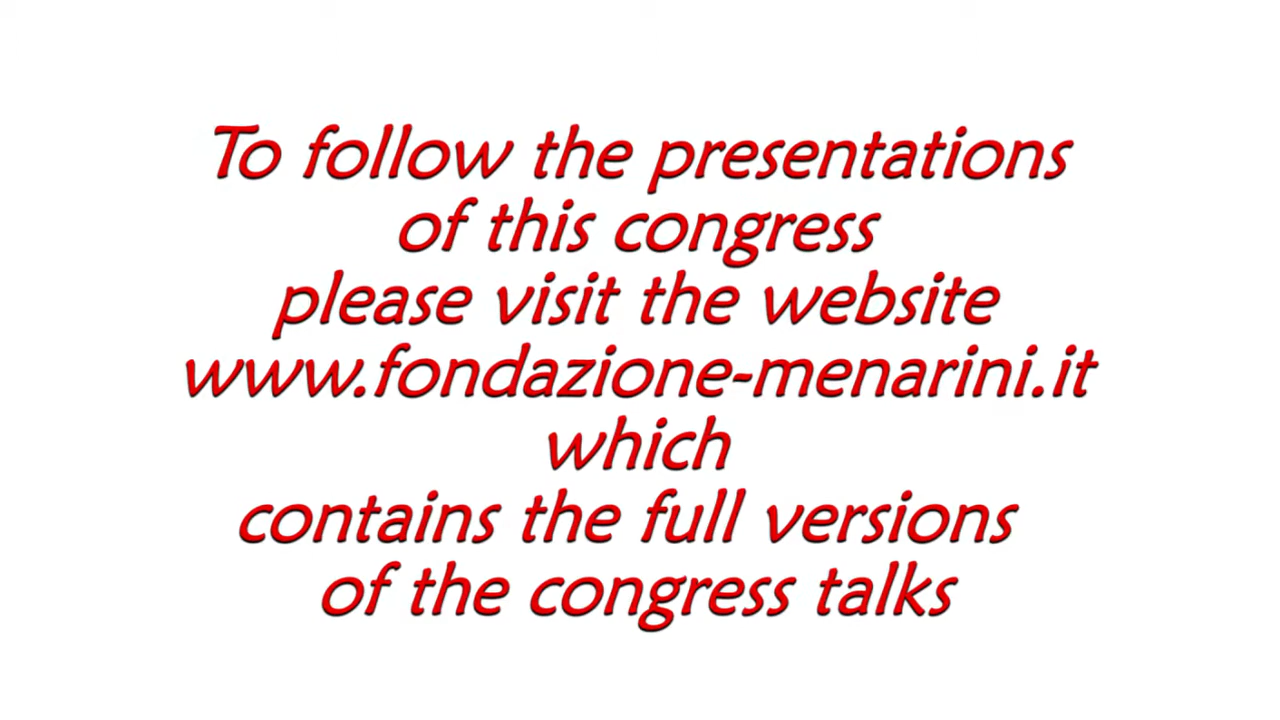 To follow the presentations
of this congress
please visit the website
www.fondazione-menarini.it
which
contains the full versions
of the congress talks